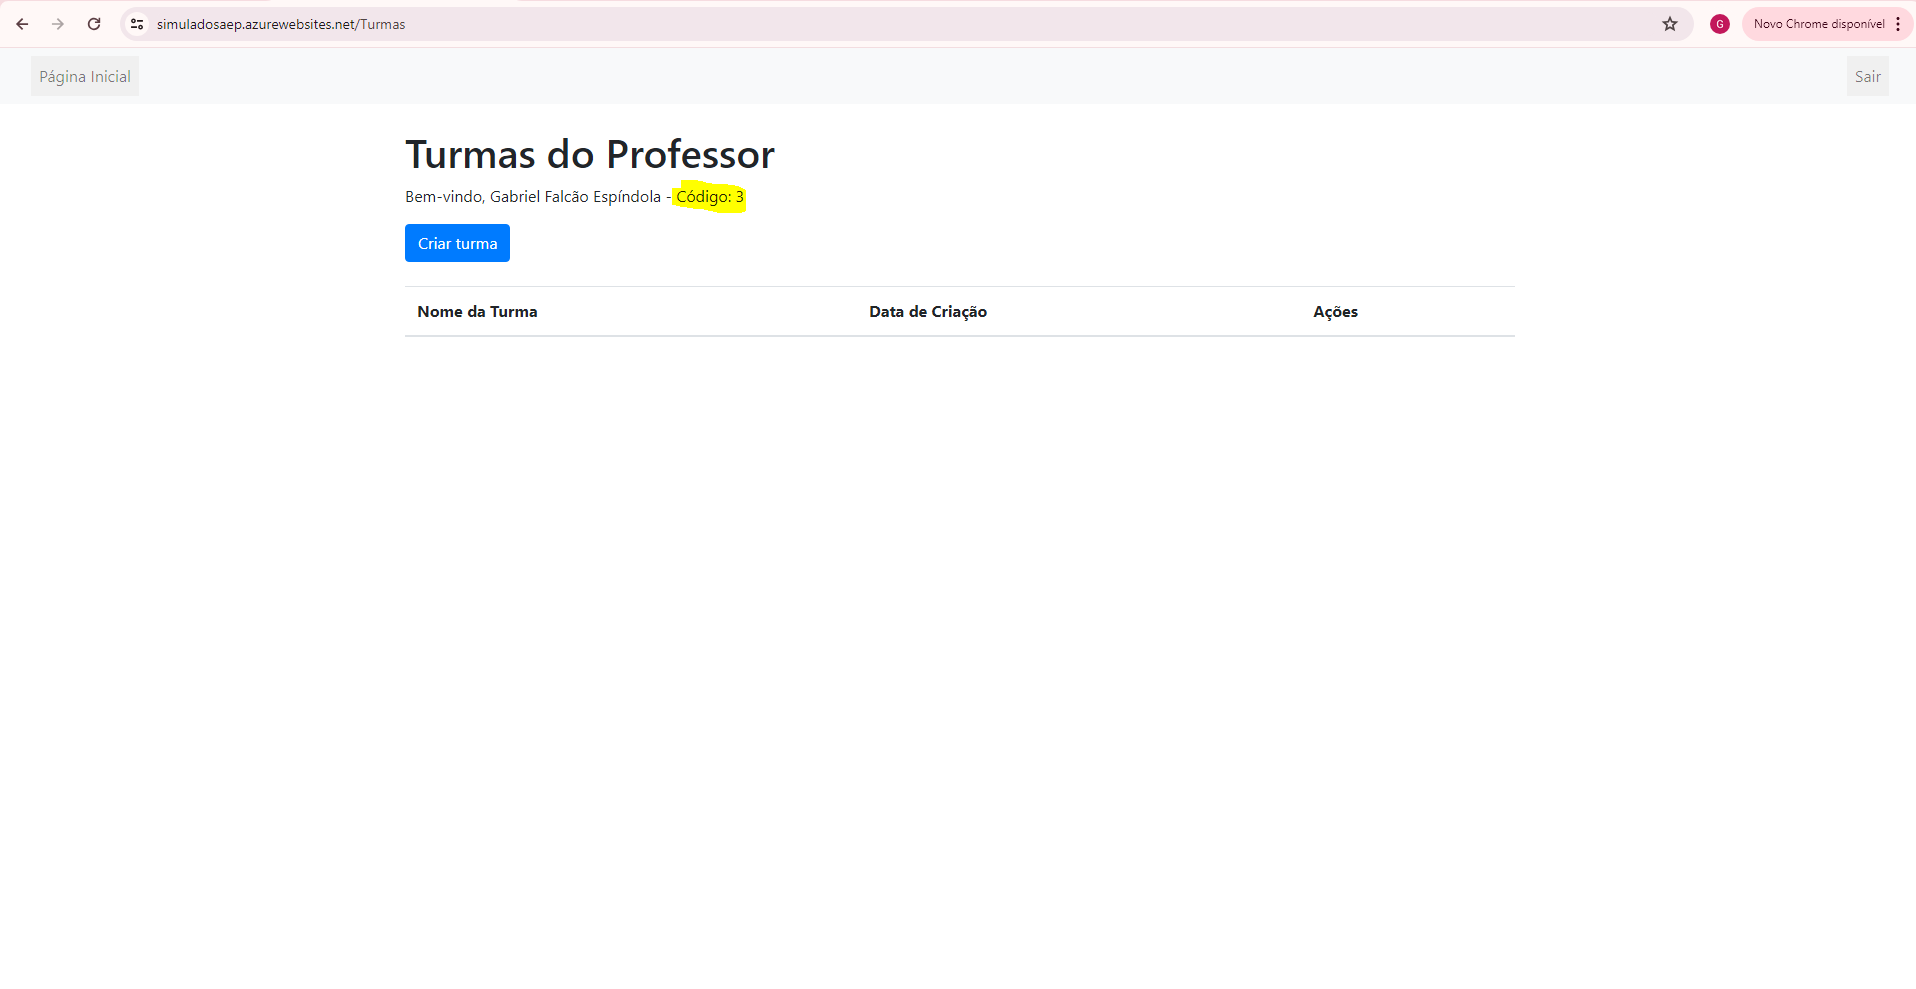 simuladosaep.azurewebsites.net/Turmas
G
Novo Chrome disponível
Página Inicial
Sair
Turmas do Professor
Bem-vindo, Gabriel Falcão Espíndola - Código: 3
Criar turma
Nome da Turma Data de Criação Ações